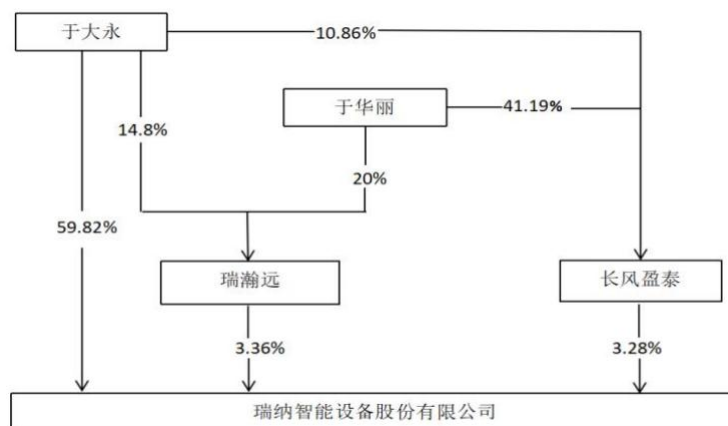 于大永
10.86%
于华丽
41.19%
14.8%
20%
59.82%
瑞瀚远
长风盈泰
3.36%
3.28%
瑞纳智能设备股份有限公司